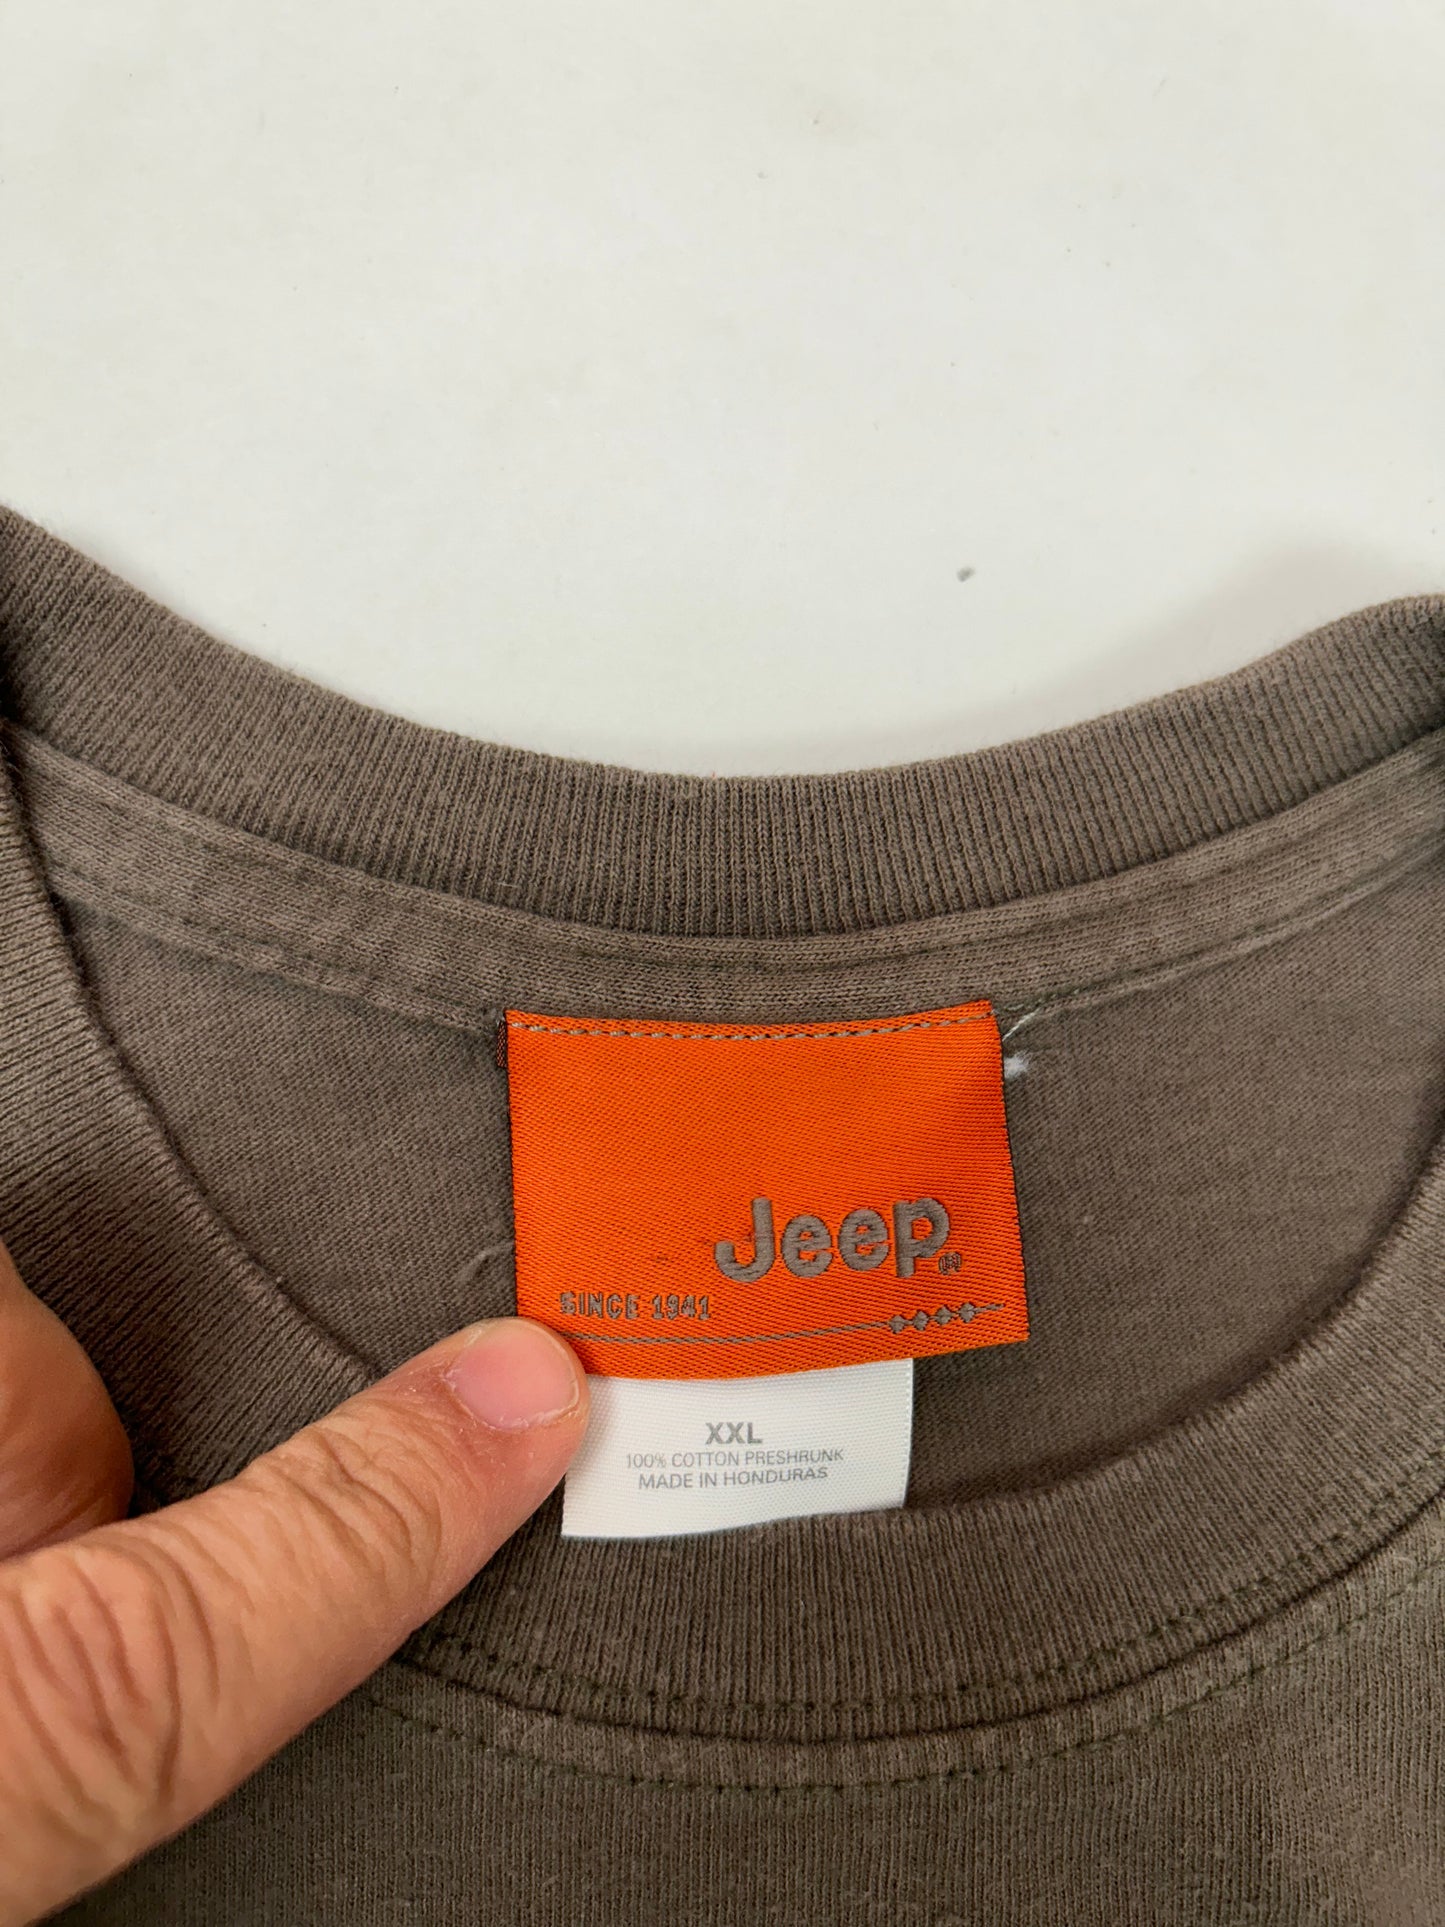 Jeep®
SINCE 1941
XXL
100% COTTON PRESHRUNK
MADE IN HONDURAS